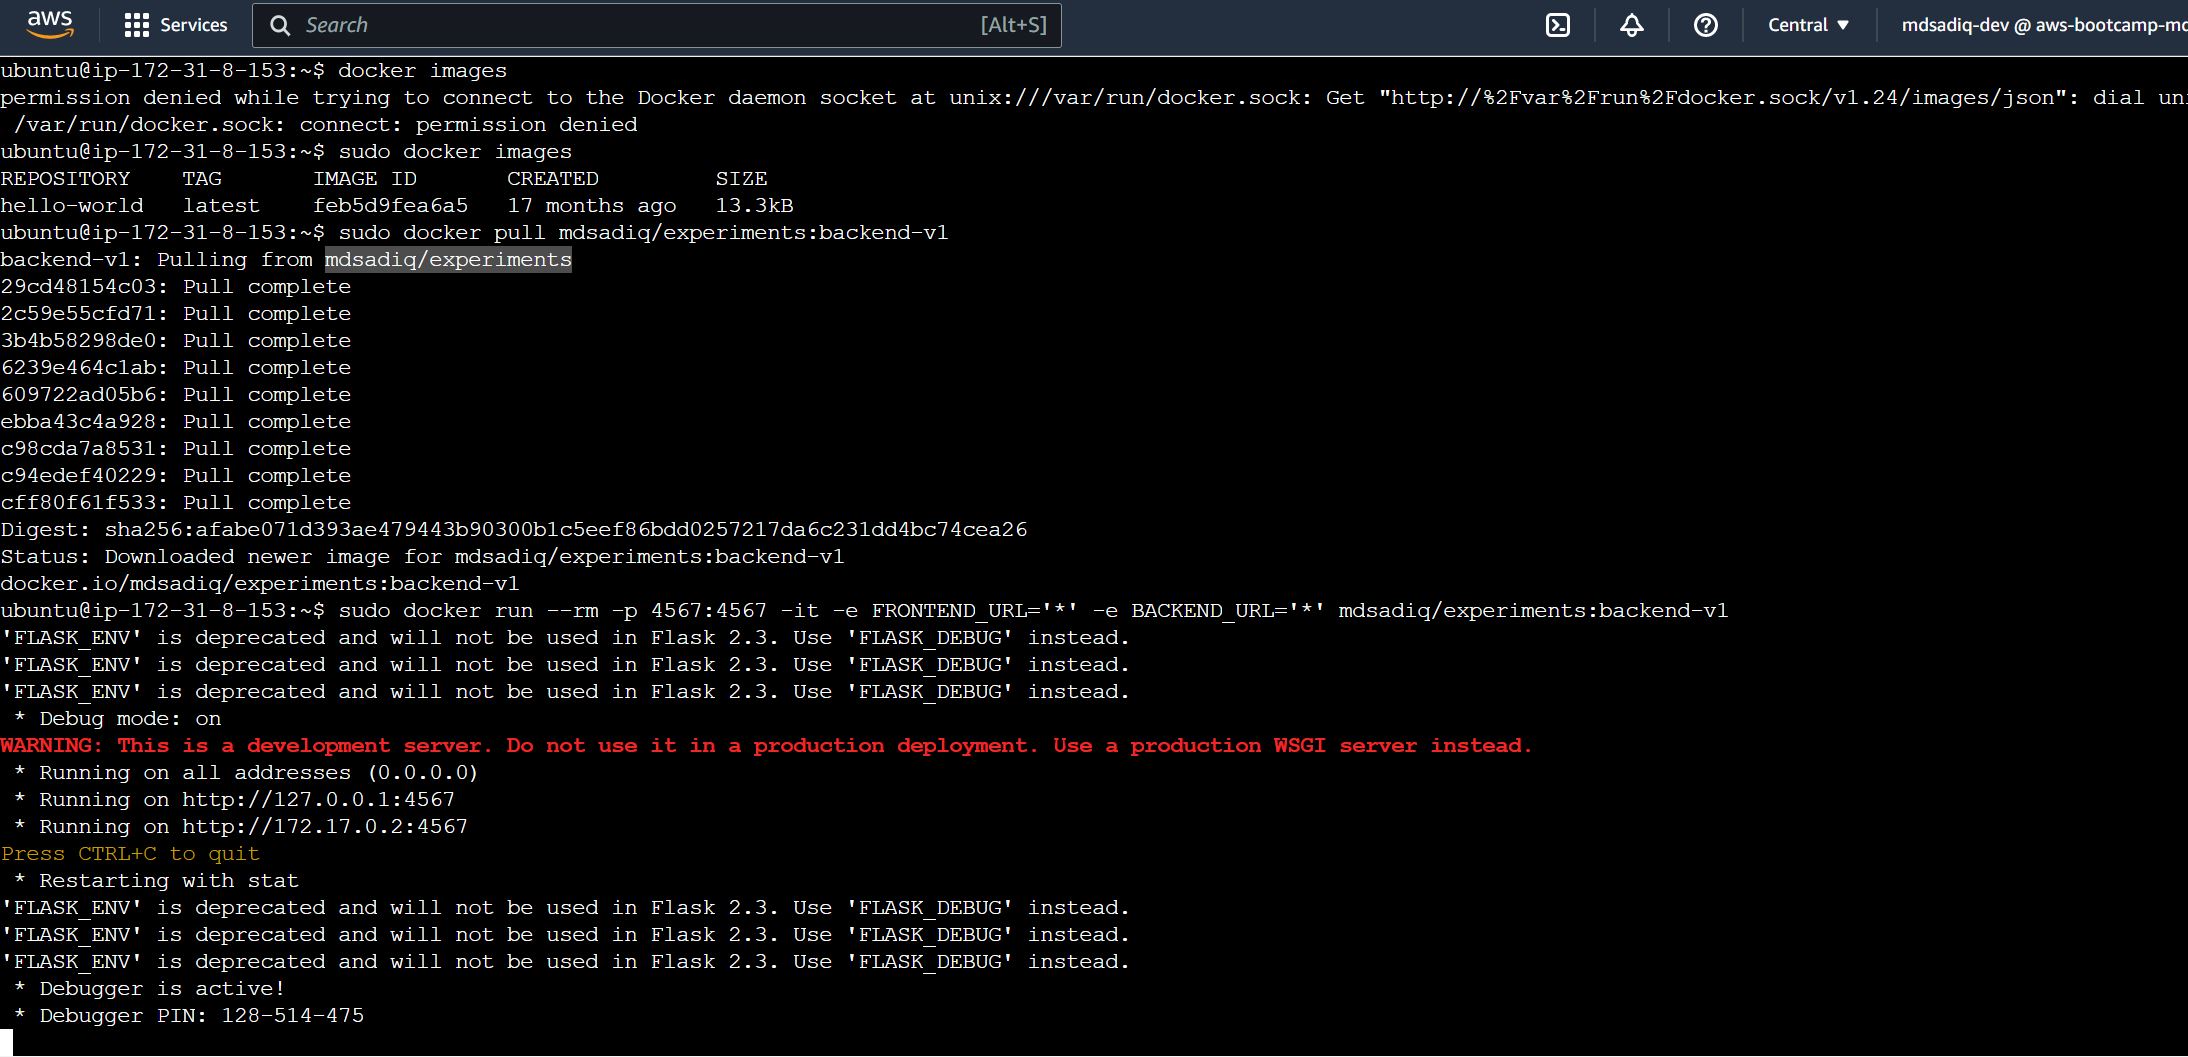 aws Services Search [Alt+S] Central ▼ mdsadiq-dev @ aws-bootcamp-md
ubuntu@ip-172-31-8-153:~$ docker images
permission denied while trying to connect to the Docker daemon socket at unix:///var/run/docker.sock: Get "http://%2Fvar%2Frun%2Fdocker.sock/v1.24/images/json": dial uni
/var/run/docker.sock: connect: permission denied
ubuntu@ip-172-31-8-153:~$ sudo docker images
REPOSITORY TAG IMAGE ID CREATED SIZE
hello-world latest feb5d9fea6a5 17 months ago 13.3kB
ubuntu@ip-172-31-8-153:~$ sudo docker pull mdsadiq/experiments:backend-v1
backend-v1: Pulling from mdsadiq/experiments
29cd48154c03: Pull complete
2c59e55cfd71: Pull complete
3b4b58298de0: Pull complete
6239e464c1ab: Pull complete
609722ad05b6: Pull complete
ebba43c4a928: Pull complete
c98cda7a8531: Pull complete
c94edef40229: Pull complete
cff80f61f533: Pull complete
Digest: sha256:afabe071d393ae479443b90300b1c5eef86bdd0257217da6c231dd4bc74cea26
Status: Downloaded newer image for mdsadiq/experiments:backend-v1
docker.io/mdsadiq/experiments:backend-v1
ubuntu@ip-172-31-8-153:~$ sudo docker run --rm -p 4567:4567 -it -e FRONTEND_URL='*' -e BACKEND_URL='*' mdsadiq/experiments:backend-v1
'FLASK_ENV' is deprecated and will not be used in Flask 2.3. Use 'FLASK_DEBUG' instead.
'FLASK_ENV' is deprecated and will not be used in Flask 2.3. Use 'FLASK_DEBUG' instead.
'FLASK_ENV' is deprecated and will not be used in Flask 2.3. Use 'FLASK_DEBUG' instead.
* Debug mode: on
WARNING: This is a development server. Do not use it in a production deployment. Use a production WSGI server instead.
* Running on all addresses (0.0.0.0)
* Running on http://127.0.0.1:4567
* Running on http://172.17.0.2:4567
Press CTRL+C to quit
* Restarting with stat
'FLASK_ENV' is deprecated and will not be used in Flask 2.3. Use 'FLASK_DEBUG' instead.
'FLASK_ENV' is deprecated and will not be used in Flask 2.3. Use 'FLASK_DEBUG' instead.
'FLASK_ENV' is deprecated and will not be used in Flask 2.3. Use 'FLASK_DEBUG' instead.
* Debugger is active!
* Debugger PIN: 128-514-475